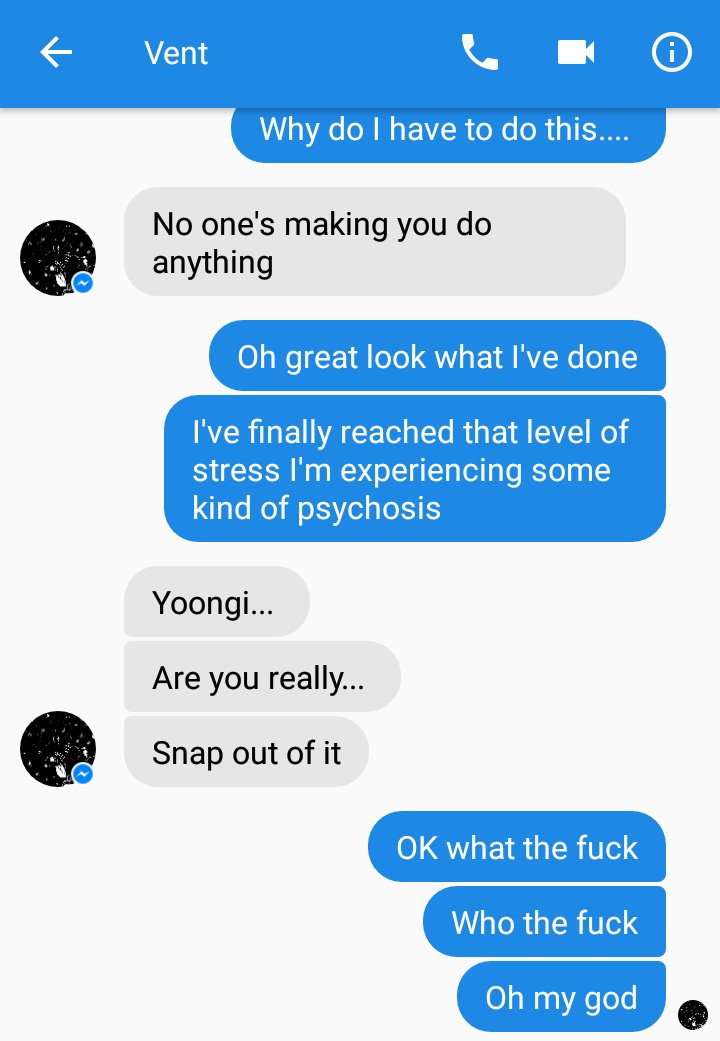 Vent
Why do I have to do this....
No one's making you do
anything
Oh great look what I've done
I've finally reached that level of
stress I'm experiencing some
kind of psychosis
Yoongi...
Are you really...
Snap out of it
OK what the fuck
Who the fuck
Oh my god